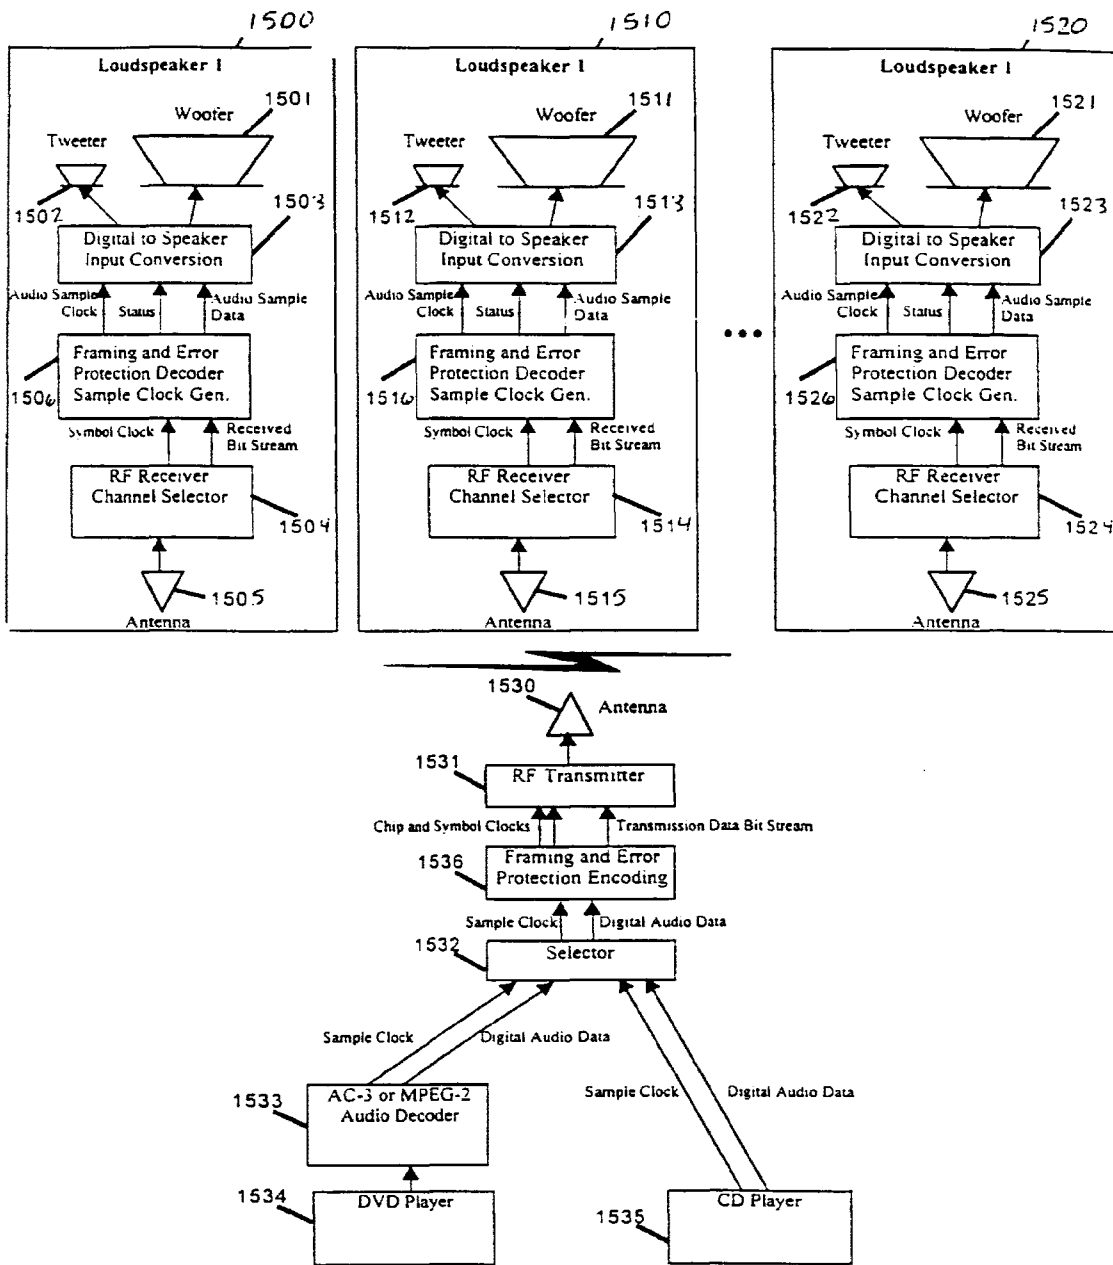 1500
Loudspeaker 1
1501
Woofer
Tweeter
1502
1503
Digital to Speaker
Input Conversion
Audio Sample
Clock
Status
Audio Sample
Data
Framing and Error
Protection Decoder
Sample Clock Gen.
1506
Symbol Clock
Received
Bit Stream
RF Receiver
Channel Selector
1504
1505
Antenna
1510
Loudspeaker 1
1511
Woofer
Tweeter
1512
1513
Digital to Speaker
Input Conversion
Audio Sample
Clock
Status
Audio Sample
Data
Framing and Error
Protection Decoder
Sample Clock Gen.
1516
Symbol Clock
Received
Bit Stream
RF Receiver
Channel Selector
1514
1515
Antenna
1520
Loudspeaker 1
1521
Woofer
Tweeter
1522
1523
Digital to Speaker
Input Conversion
Audio Sample
Clock
Status
Audio Sample
Data
Framing and Error
Protection Decoder
Sample Clock Gen.
1526
Symbol Clock
Received
Bit Stream
RF Receiver
Channel Selector
1524
1525
Antenna
1530
Antenna
1531
RF Transmitter
Chip and Symbol Clocks
Transmission Data Bit Stream
1536
Framing and Error
Protection Encoding
Sample Clock
Digital Audio Data
1532
Selector
Sample Clock
Digital Audio Data
Sample Clock
Digital Audio Data
1533
AC-3 or MPEG-2
Audio Decoder
1534
DVD Player
1535
CD Player